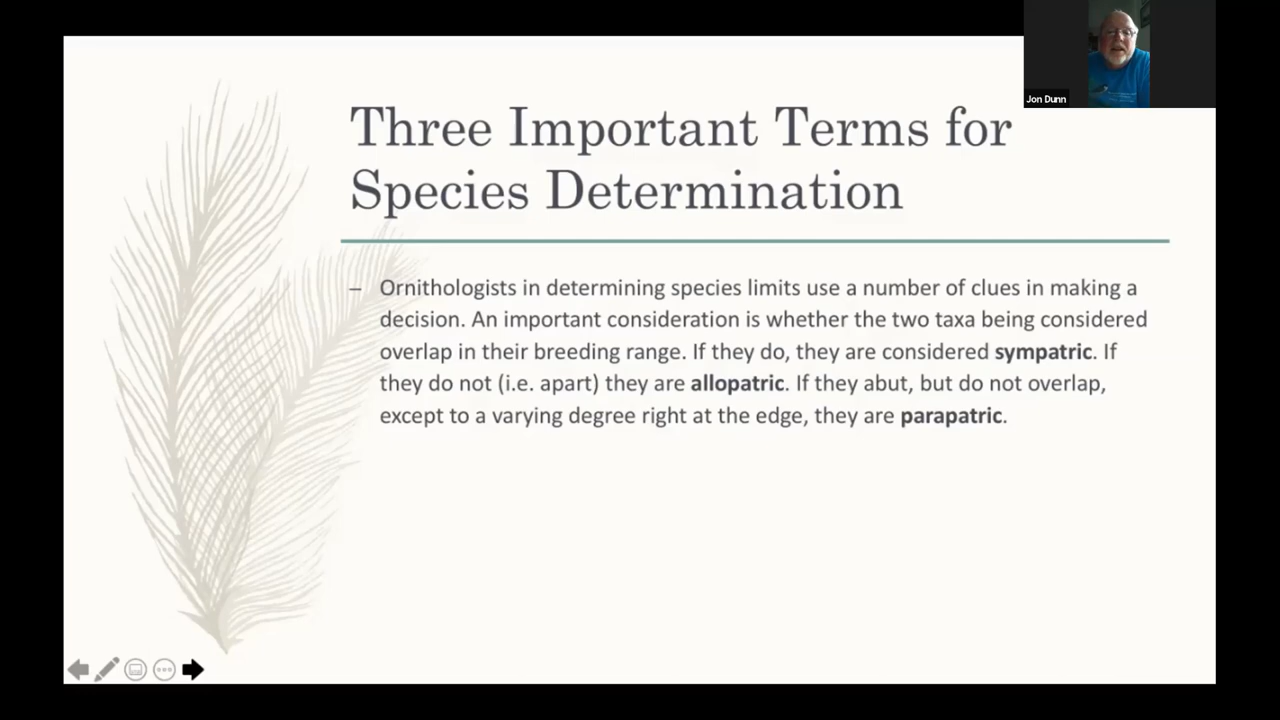 Three Important Terms for
Species Determination
– Ornithologists in determining species limits use a number of clues in making a
decision. An important consideration is whether the two taxa being considered
overlap in their breeding range. If they do, they are considered sympatric. If
they do not (i.e. apart) they are allopatric. If they abut, but do not overlap,
except to a varying degree right at the edge, they are parapatric.
Jon Dunn